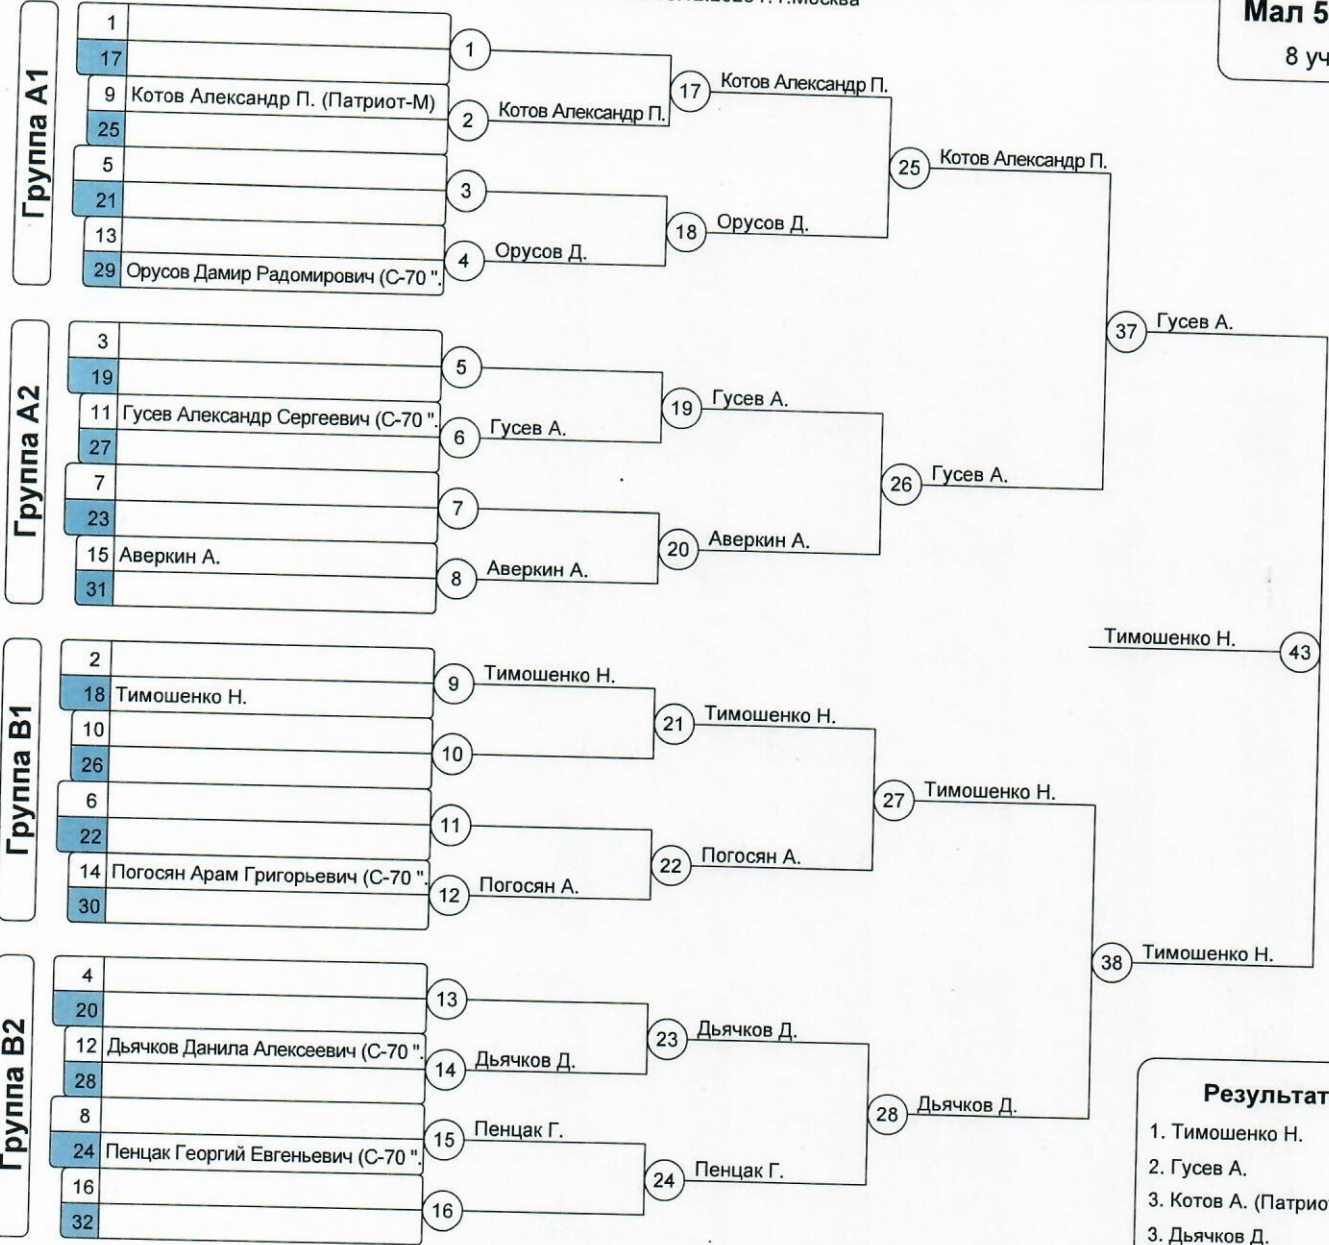 г.Москва
Мал 5
8 уч
Группа A1
1
17
9 Котов Александр П. (Патриот-М)
25
5
21
13
29 Орусов Дамир Радомирович (С-70 ".
1
2 Котов Александр П.
3
4 Орусов Д.
17 Котов Александр П.
18 Орусов Д.
25 Котов Александр П.
Группа A2
3
19
11 Гусев Александр Сергеевич (С-70 ".
27
7
23
15 Аверкин А.
31
5
6 Гусев А.
7
8 Аверкин А.
19 Гусев А.
20 Аверкин А.
26 Гусев А.
37 Гусев А.
Группа B1
2
18 Тимошенко Н.
10
26
6
22
14 Погосян Арам Григорьевич (С-70 ".
30
9 Тимошенко Н.
10
11
12 Погосян А.
21 Тимошенко Н.
22 Погосян А.
27 Тимошенко Н.
Тимошенко Н. 43
Группа B2
4
20
12 Дьячков Данила Алексеевич (С-70 ".
28
8
24 Пенцак Георгий Евгеньевич (С-70 ".
16
32
13
14 Дьячков Д.
15 Пенцак Г.
16
23 Дьячков Д.
24 Пенцак Г.
28 Дьячков Д.
38 Тимошенко Н.
Результат
1. Тимошенко Н.
2. Гусев А.
3. Котов А. (Патрио
3. Дьячков Д.